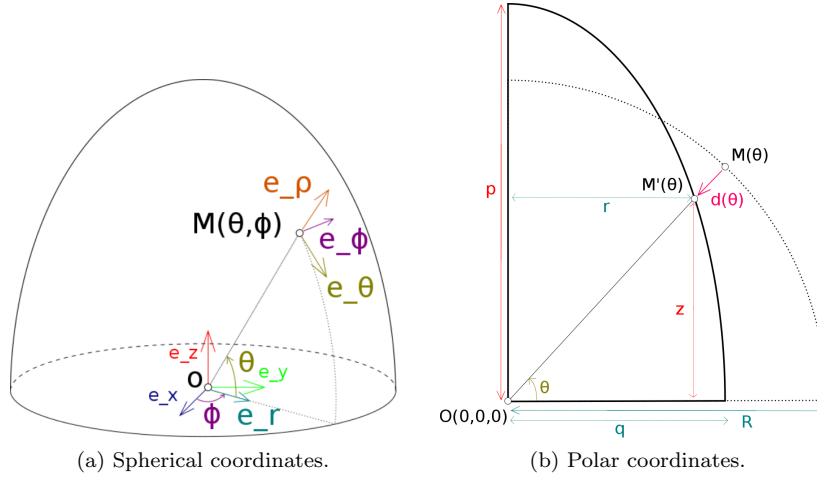 e_ρ
M(θ,ϕ)
e_ϕ
e_θ
e_z
θ
e_y
o
e_x
ϕ
e_r
(a) Spherical coordinates.
M(θ)
M'(θ)
d(θ)
p
r
z
θ
O(0,0,0)
R
q
(b) Polar coordinates.